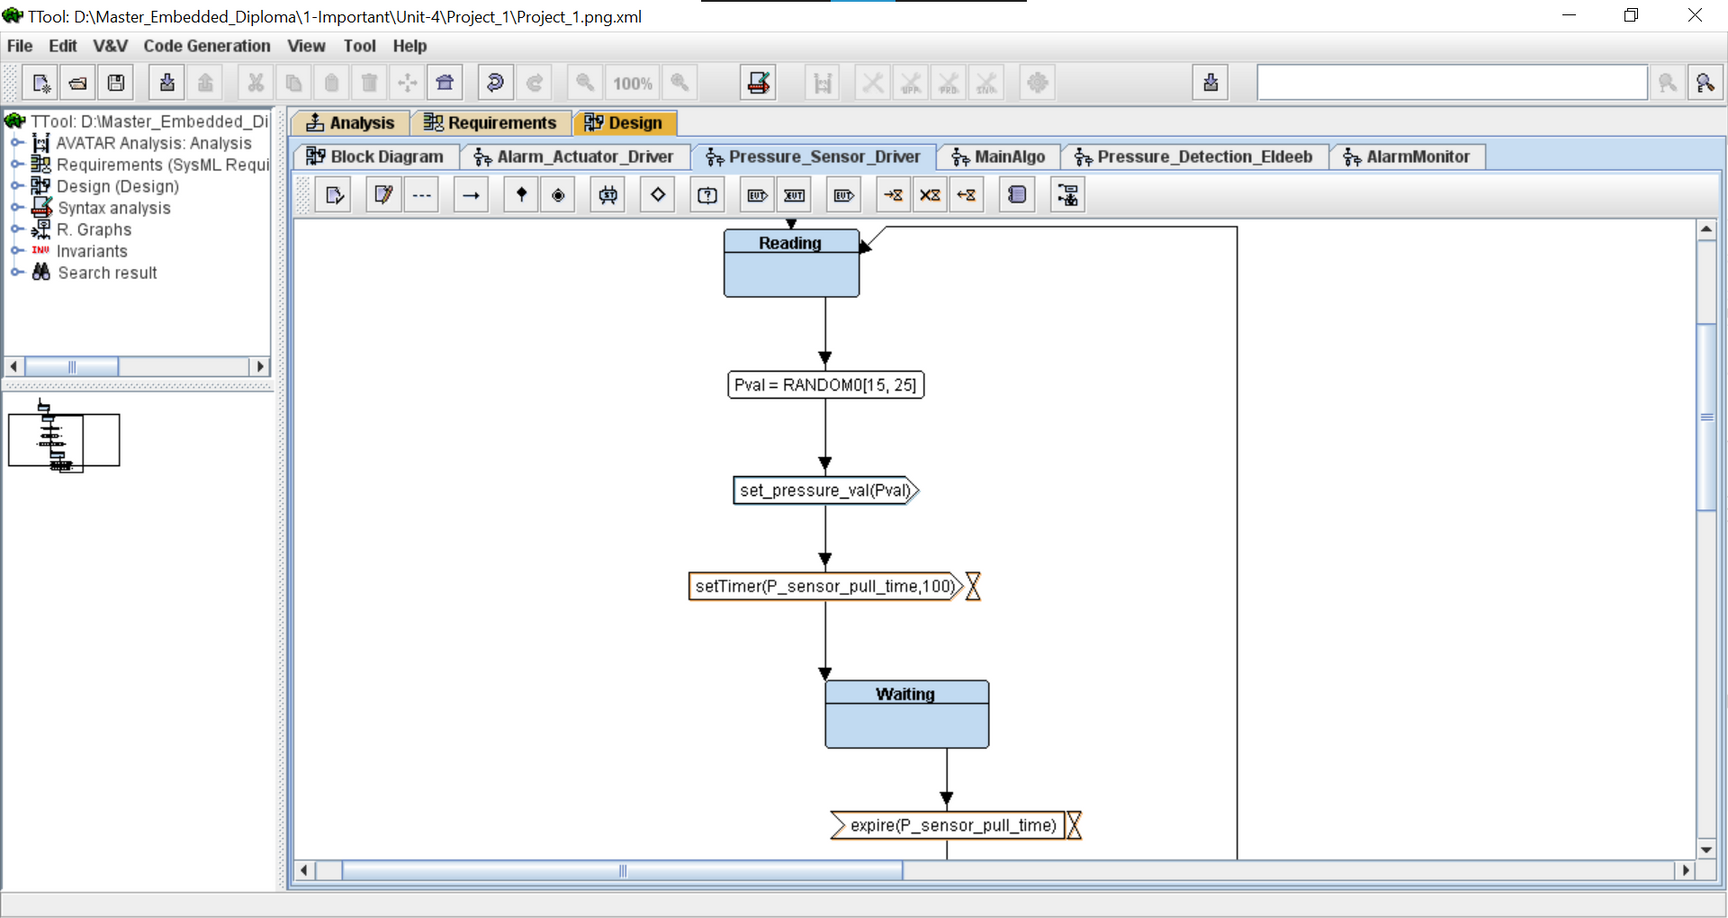 TTool: D:\Master_Embedded_Diploma\1-Important\Unit-4\Project_1\Project_1.png.xml
File Edit V&V Code Generation View Tool Help
100%
TTool: D:\Master_Embedded_Di
AVATAR Analysis: Analysis
Requirements (SysML Requi
Design (Design)
Syntax analysis
R. Graphs
INV Invariants
Search result
Analysis Requirements Design
Block Diagram Alarm_Actuator_Driver Pressure_Sensor_Driver MainAlgo Pressure_Detection_Eldeeb AlarmMonitor
Reading
Pval = RANDOM0[15, 25]
set_pressure_val(Pval)
setTimer(P_sensor_pull_time,100)
Waiting
expire(P_sensor_pull_time)